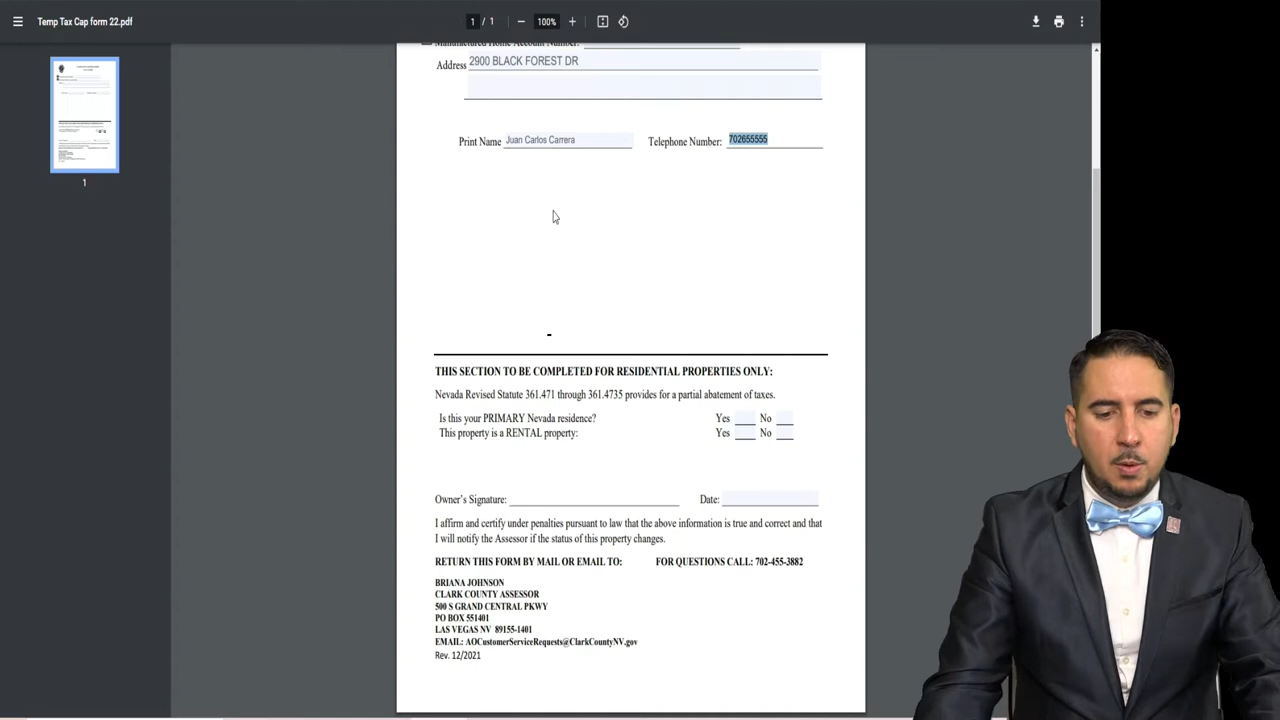 Temp Tax Cap form 22.pdf
1 / 1
100%
Manufactured Home Account Number:
Address 2900 BLACK FOREST DR
Print Name Juan Carlos Carrera Telephone Number: 702655555
1
THIS SECTION TO BE COMPLETED FOR RESIDENTIAL PROPERTIES ONLY:
Nevada Revised Statute 361.471 through 361.4735 provides for a partial abatement of taxes.
Is this your PRIMARY Nevada residence? Yes No
This property is a RENTAL property: Yes No
Owner's Signature: Date:
I affirm and certify under penalties pursuant to law that the above information is true and correct and that
I will notify the Assessor if the status of this property changes.
RETURN THIS FORM BY MAIL OR EMAIL TO: FOR QUESTIONS CALL: 702-455-3882
BRIANA JOHNSON
CLARK COUNTY ASSESSOR
500 S GRAND CENTRAL PKWY
PO BOX 551401
LAS VEGAS NV 89155-1401
EMAIL: AOCustomerServiceRequests@ClarkCountyNV.gov
Rev. 12/2021